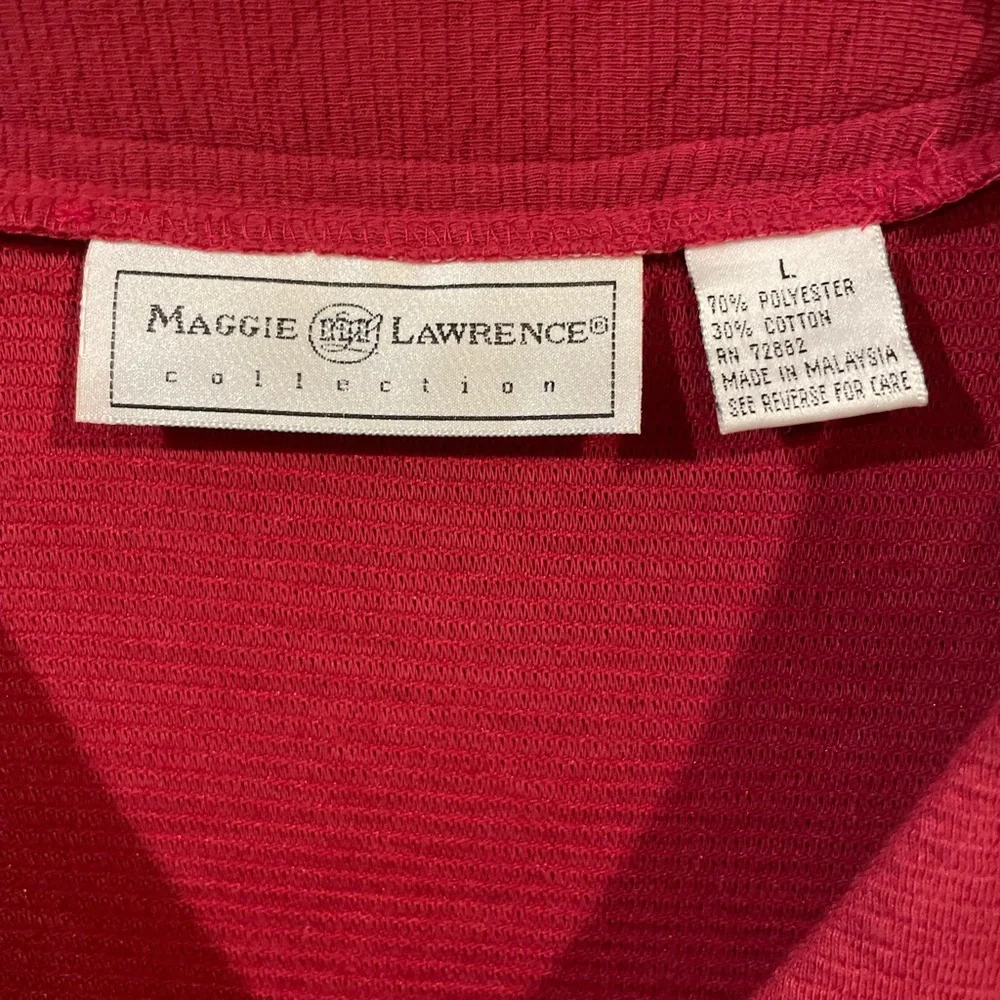 MAGGIE LAWRENCE®
collection
L.
70% POLYESTER
30% COTTON
RN 72882
MADE IN MALAYSIA
SEE REVERSE FOR CARE